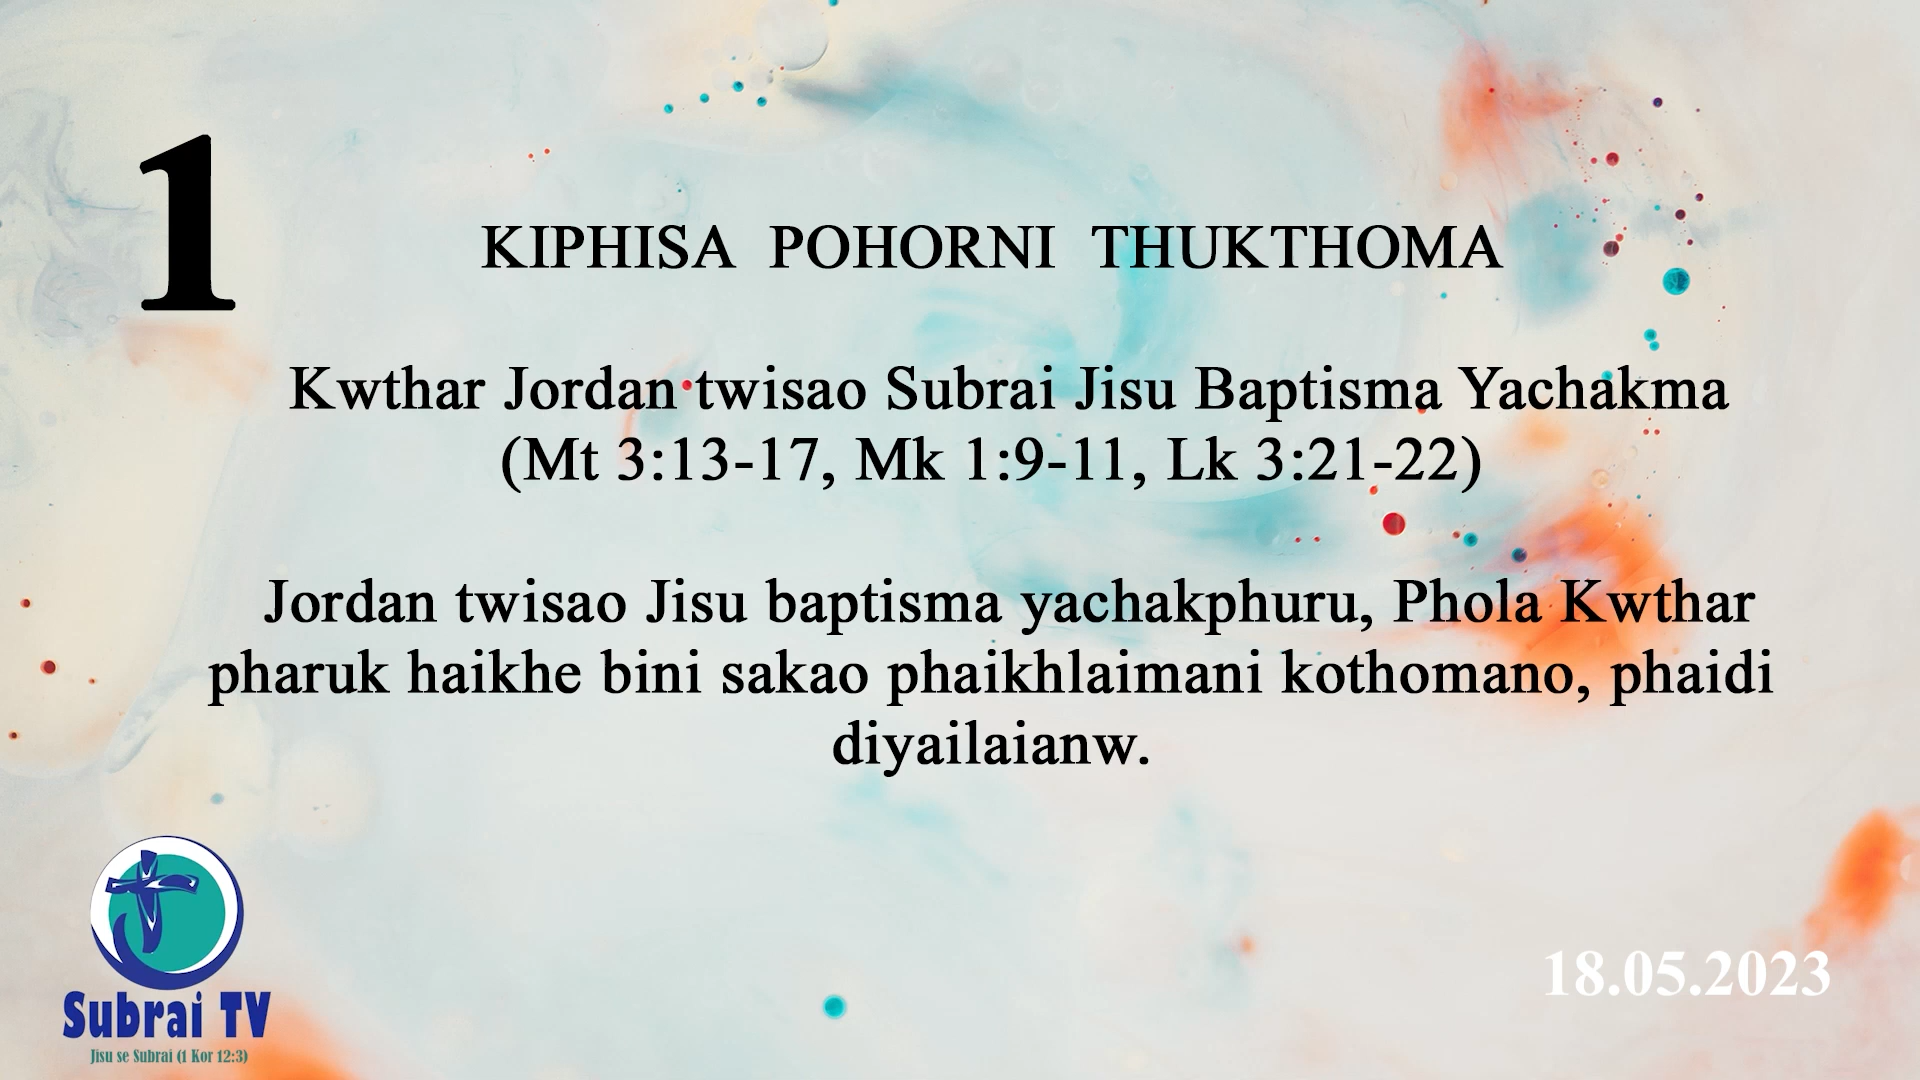 1
KIPHISA POHORNI THUKTHOMA
Kwthar Jordan twisao Subrai Jisu Baptisma Yachakma
(Mt 3:13-17, Mk 1:9-11, Lk 3:21-22)
Jordan twisao Jisu baptisma yachakphuru, Phola Kwthar
pharuk haikhe bini sakao phaikhlaimani kothomano, phaidi
diyailaianw.
Subrai TV
Jisu se Subrai (1 Kor 12:3)
18.05.2023